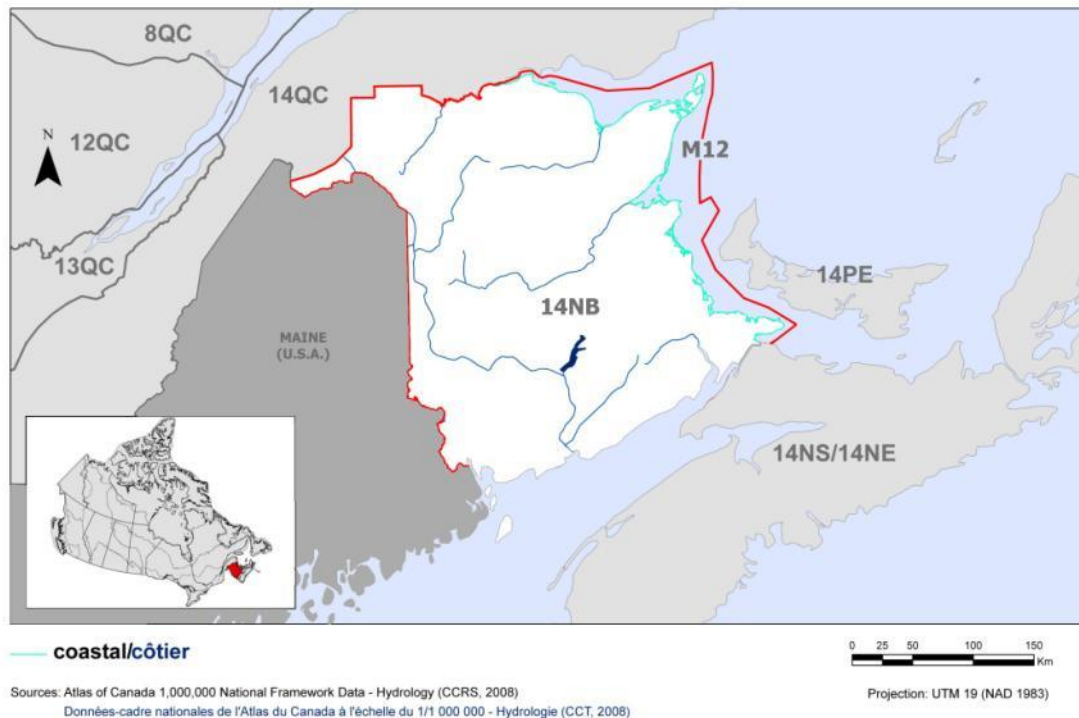 8QC
14QC
12QC
N
M12
13QC
14PE
14NB
MAINE
(U.S.A.)
14NS/14NE
coastal/côtier
0 25 50 100 150
Km
Sources: Atlas of Canada 1,000,000 National Framework Data - Hydrology (CCRS, 2008)
Projection: UTM 19 (NAD 1983)
Données-cadre nationales de l'Atlas du Canada à l'échelle du 1/1 000 000 - Hydrologie (CCT, 2008)